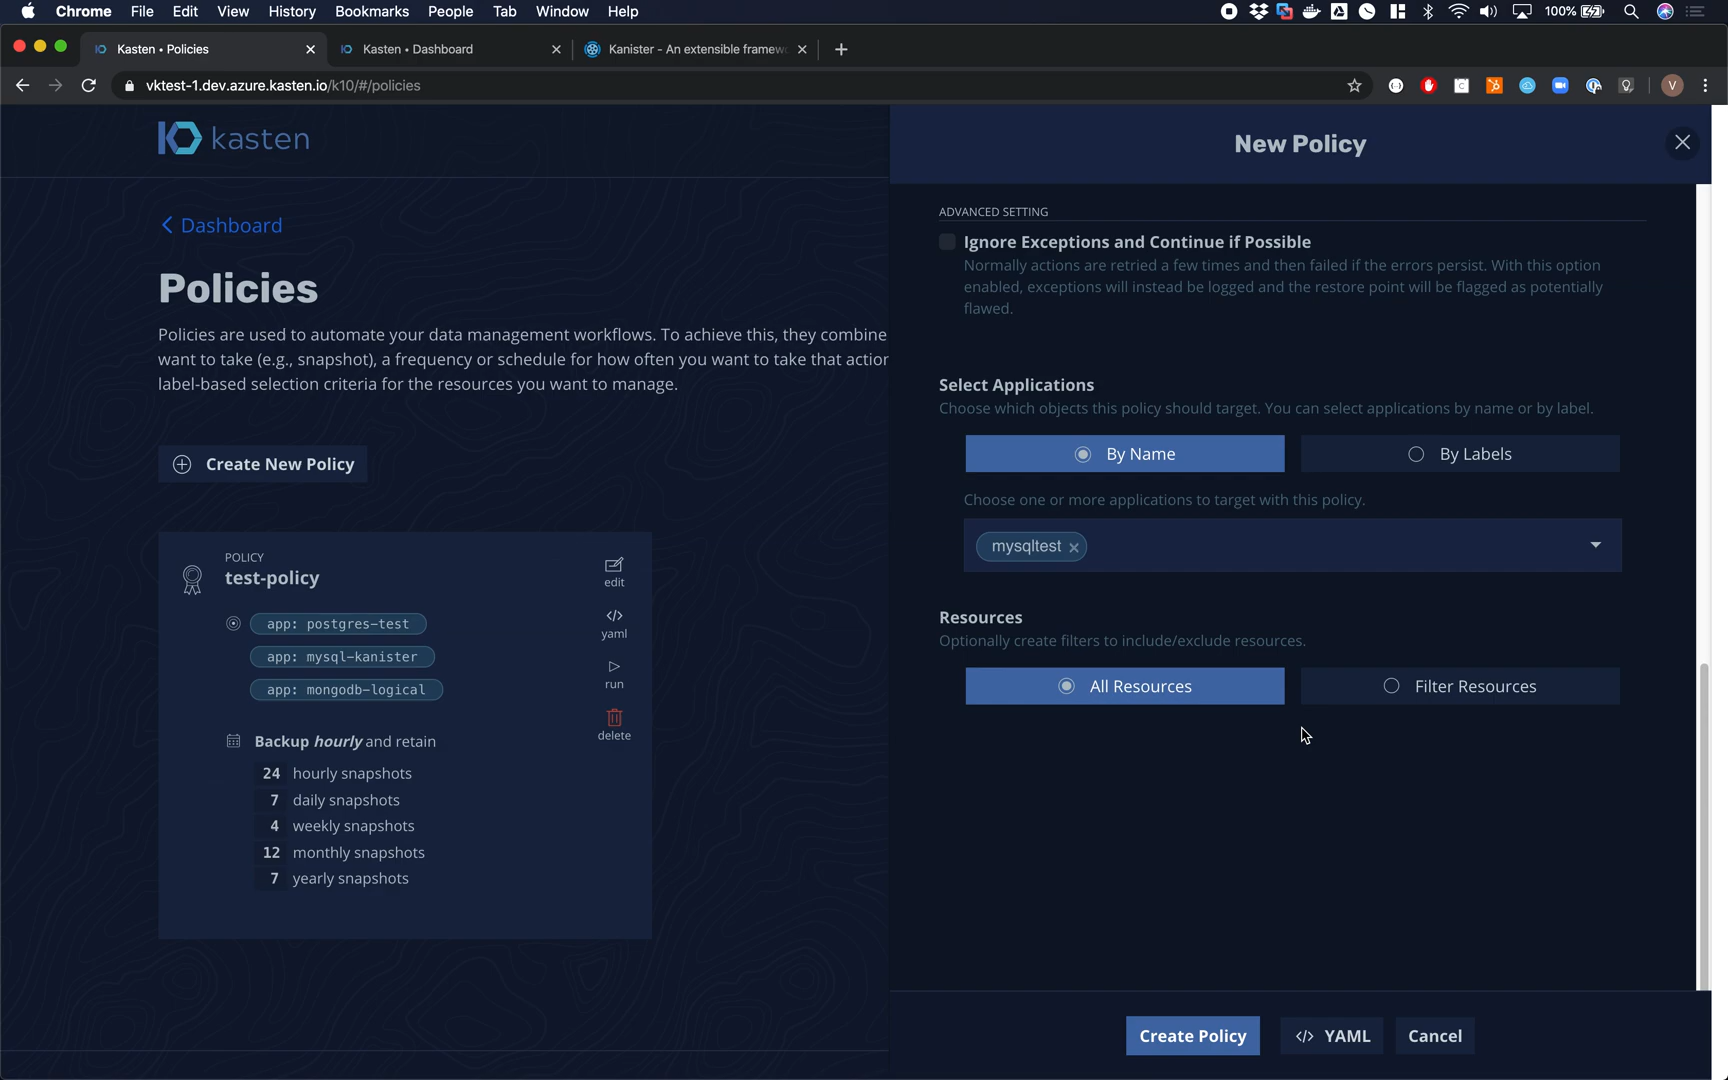 Chrome File Edit View History Bookmarks People Tab Window Help 100%
Kasten • Policies
Kasten • Dashboard
Kanister - An extensible framew
vktest-1.dev.azure.kasten.io/k10/#/policies
V
kasten
New Policy
Dashboard
Policies
Policies are used to automate your data management workflows. To achieve this, they combine
want to take (e.g., snapshot), a frequency or schedule for how often you want to take that action
label-based selection criteria for the resources you want to manage.
Create New Policy
POLICY
test-policy
edit
app: postgres-test
yaml
app: mysql-kanister
run
app: mongodb-logical
delete
Backup hourly and retain
24 hourly snapshots
7 daily snapshots
4 weekly snapshots
12 monthly snapshots
7 yearly snapshots
ADVANCED SETTING
Ignore Exceptions and Continue if Possible
Normally actions are retried a few times and then failed if the errors persist. With this option
enabled, exceptions will instead be logged and the restore point will be flagged as potentially
flawed.
Select Applications
Choose which objects this policy should target. You can select applications by name or by label.
By Name
By Labels
Choose one or more applications to target with this policy.
mysqltest
Resources
Optionally create filters to include/exclude resources.
All Resources
Filter Resources
Create Policy
</> YAML
Cancel